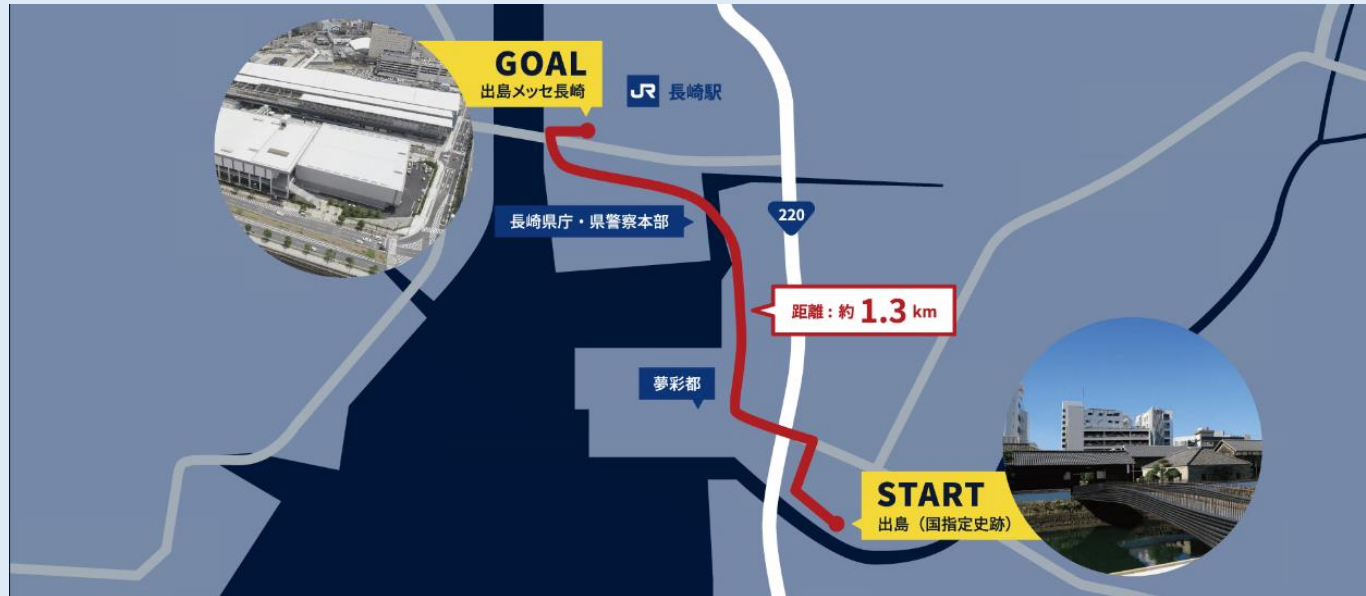 GOAL
出島メッセ長崎
JR 長崎駅
長崎県庁・県警察本部
220
距離：約 1.3 km
夢彩都
START
出島（国指定史跡）